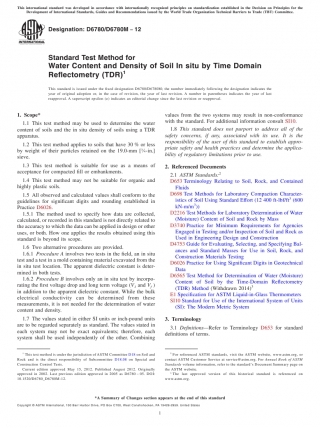 This international standard was developed in accordance with internationally recognized principles on standardization established in the Decision on Principles for the
Development of International Standards, Guides and Recommendations issued by the World Trade Organization Technical Barriers to Trade (TBT) Committee.
Designation: D6780/D6780M − 12
INTERNATIONAL
Standard Test Method for
Water Content and Density of Soil In situ by Time Domain
Reflectometry (TDR)1
This standard is issued under the fixed designation D6780/D6780M; the number immediately following the designation indicates the
year of original adoption or, in the case of revision, the year of last revision. A number in parentheses indicates the year of last
reapproval. A superscript epsilon (ε) indicates an editorial change since the last revision or reapproval.
1. Scope*
1.1 This test method may be used to determine the water
content of soils and the in situ density of soils using a TDR
apparatus.
1.2 This test method applies to soils that have 30 % or less
by weight of their particles retained on the 19.0-mm [¾-in.]
sieve.
1.3 This test method is suitable for use as a means of
acceptance for compacted fill or embankments.
1.4 This test method may not be suitable for organic and
highly plastic soils.
1.5 All observed and calculated values shall conform to the
guidelines for significant digits and rounding established in
Practice D6026.
1.5.1 The method used to specify how data are collected,
calculated, or recorded in this standard is not directly related to
the accuracy to which the data can be applied in design or other
uses, or both. How one applies the results obtained using this
standard is beyond its scope.
1.6 Two alternative procedures are provided.
1.6.1 Procedure A involves two tests in the field, an in situ
test and a test in a mold containing material excavated from the
in situ test location. The apparent dielectric constant is deter-
mined in both tests.
1.6.2 Procedure B involves only an in situ test by incorpo-
rating the first voltage drop and long term voltage (V1 and Vf)
in addition to the apparent dielectric constant. While the bulk
electrical conductivity can be determined from these
measurements, it is not needed for the determination of water
content and density.
1.7 The values stated in either SI units or inch-pound units
are to be regarded separately as standard. The values stated in
each system may not be exact equivalents; therefore, each
system shall be used independently of the other. Combining
values from the two systems may result in non-conformance
with the standard. For additional information consult SI10.
1.8 This standard does not purport to address all of the
safety concerns, if any, associated with its use. It is the
responsibility of the user of this standard to establish appro-
priate safety and health practices and determine the applica-
bility of regulatory limitations prior to use.
2. Referenced Documents
2.1 ASTM Standards:2
D653 Terminology Relating to Soil, Rock, and Contained
Fluids
D698 Test Methods for Laboratory Compaction Character-
istics of Soil Using Standard Effort (12 400 ft-lbf/ft3 (600
kN-m/m3))
D2216 Test Methods for Laboratory Determination of Water
(Moisture) Content of Soil and Rock by Mass
D3740 Practice for Minimum Requirements for Agencies
Engaged in Testing and/or Inspection of Soil and Rock as
Used in Engineering Design and Construction
D4753 Guide for Evaluating, Selecting, and Specifying Bal-
ances and Standard Masses for Use in Soil, Rock, and
Construction Materials Testing
D6026 Practice for Using Significant Digits in Geotechnical
Data
D6565 Test Method for Determination of Water (Moisture)
Content of Soil by the Time-Domain Reflectometry
(TDR) Method (Withdrawn 2014)3
E1 Specification for ASTM Liquid-in-Glass Thermometers
SI10 Standard for Use of the International System of Units
(SI): The Modern Metric System
3. Terminology
3.1 Definitions—Refer to Terminology D653 for standard
definitions of terms.
1 This test method is under the jurisdiction of ASTM Committee D18 on Soil and
Rock and is the direct responsibility of Subcommittee D18.08 on Special and
Construction Control Tests.
Current edition approved May 15, 2012. Published August 2012. Originally
10.1520/D6780_D6780M-12.
2 For referenced ASTM standards, visit the ASTM website, www.astm.org, or
contact ASTM Customer Service at service@astm.org. For Annual Book of ASTM
Standards volume information, refer to the standard's Document Summary page on
the ASTM website.
3 The last approved version of this historical standard is referenced on
www.astm.org.
*A Summary of Changes section appears at the end of this standard
Copyright © ASTM International, 100 Barr Harbor Drive, PO Box C700, West Conshohocken, PA 19428-2959. United States
1